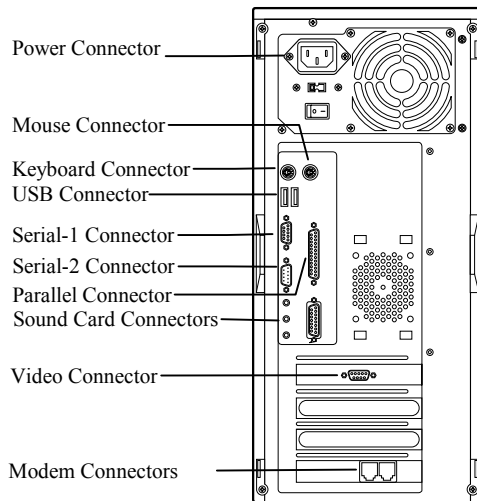 Power Connector
Mouse Connector
Keyboard Connector
USB Connector
Serial-1 Connector
Serial-2 Connector
Parallel Connector
Sound Card Connectors
Video Connector
Modem Connectors